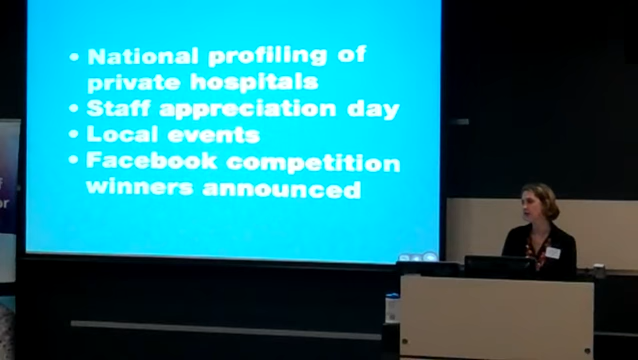 • National profiling of
private hospitals
• Staff appreciation day
• Local events
• Facebook competition
winners announced